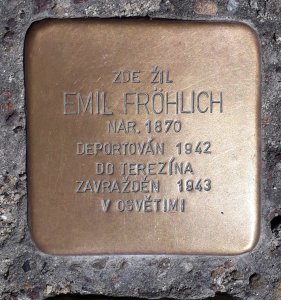 ZDE ŽIL
EMIL FRÖHLICH
NAR. 1870
DEPORTOVÁN 1942
DO TEREZÍNA
ZAVRAŽDĚN 1943
V OSVĚTIMI